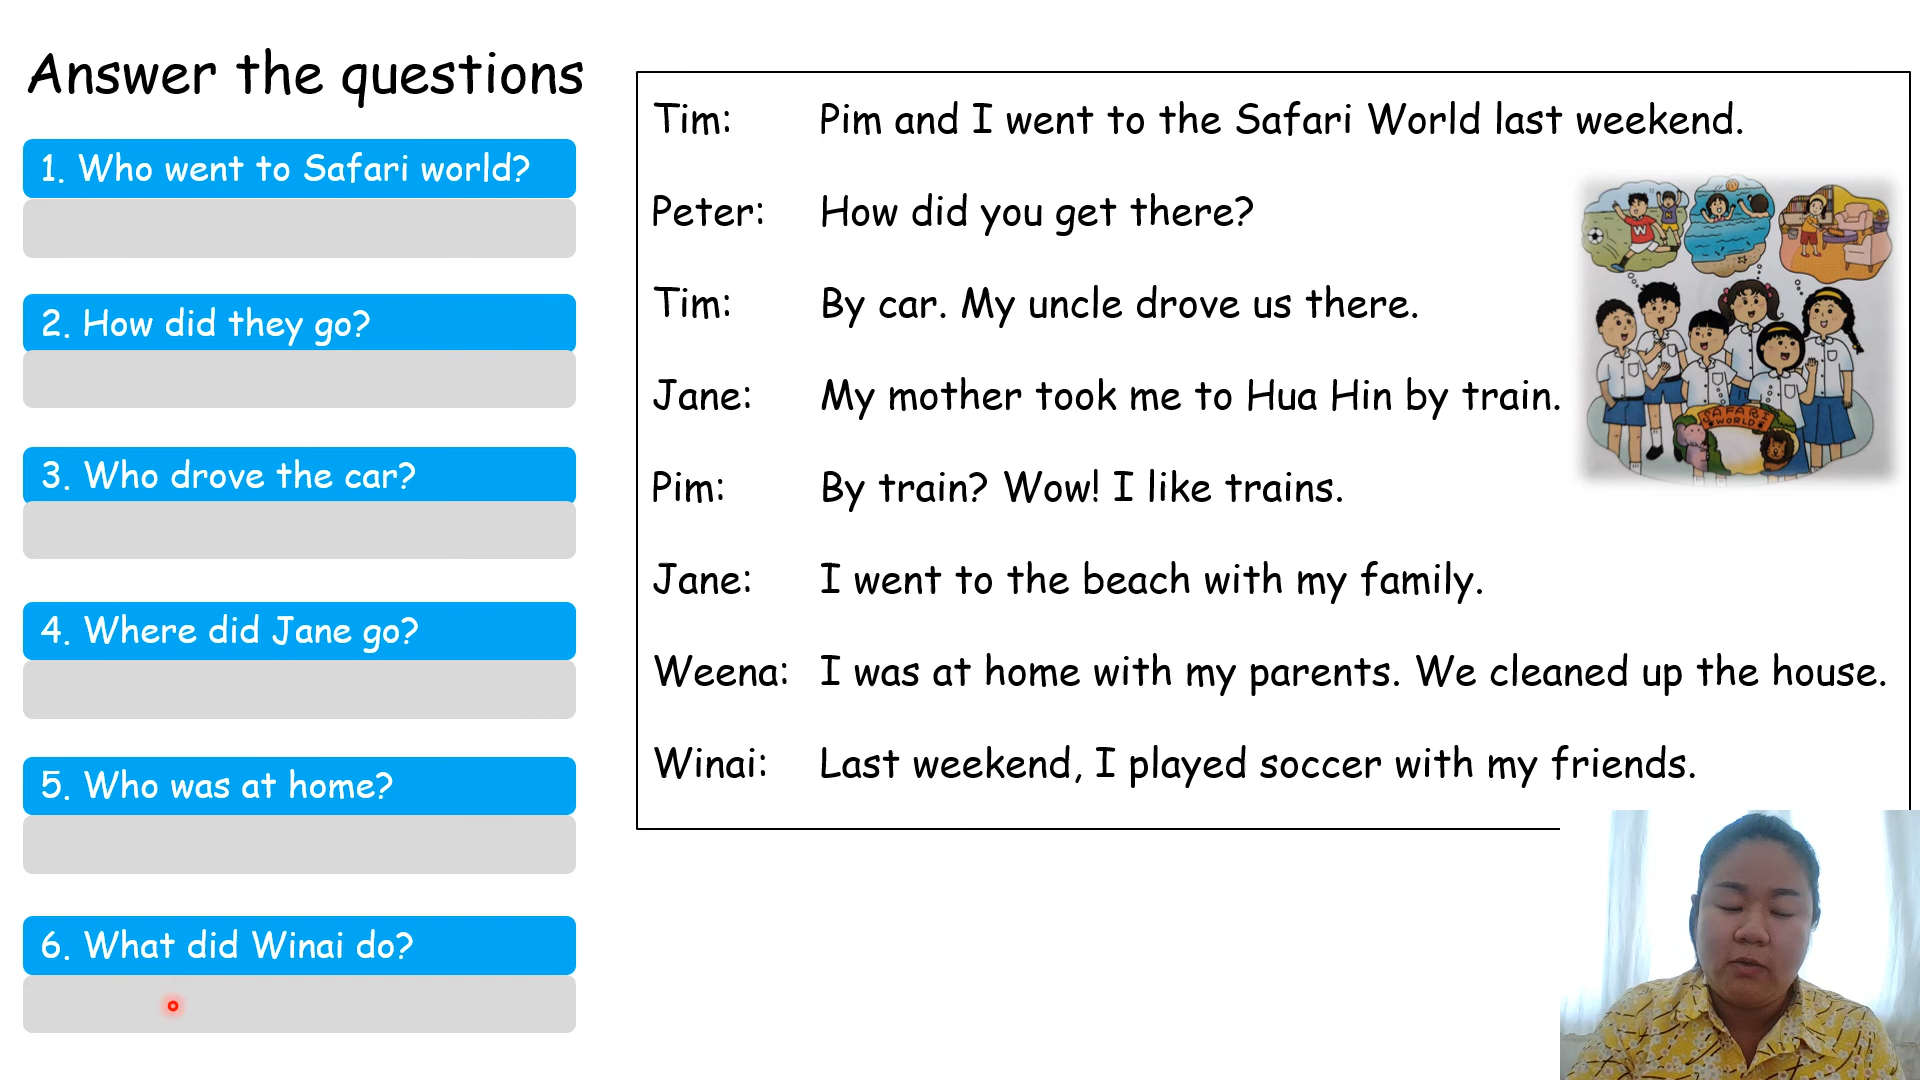 Answer the questions
1. Who went to Safari world?
2. How did they go?
3. Who drove the car?
4. Where did Jane go?
5. Who was at home?
6. What did Winai do?
Tim: Pim and I went to the Safari World last weekend.
Peter: How did you get there?
Tim: By car. My uncle drove us there.
Jane: My mother took me to Hua Hin by train.
Pim: By train? Wow! I like trains.
Jane: I went to the beach with my family.
Weena: I was at home with my parents. We cleaned up the house.
Winai: Last weekend, I played soccer with my friends.
W
SAFARI
WORLD